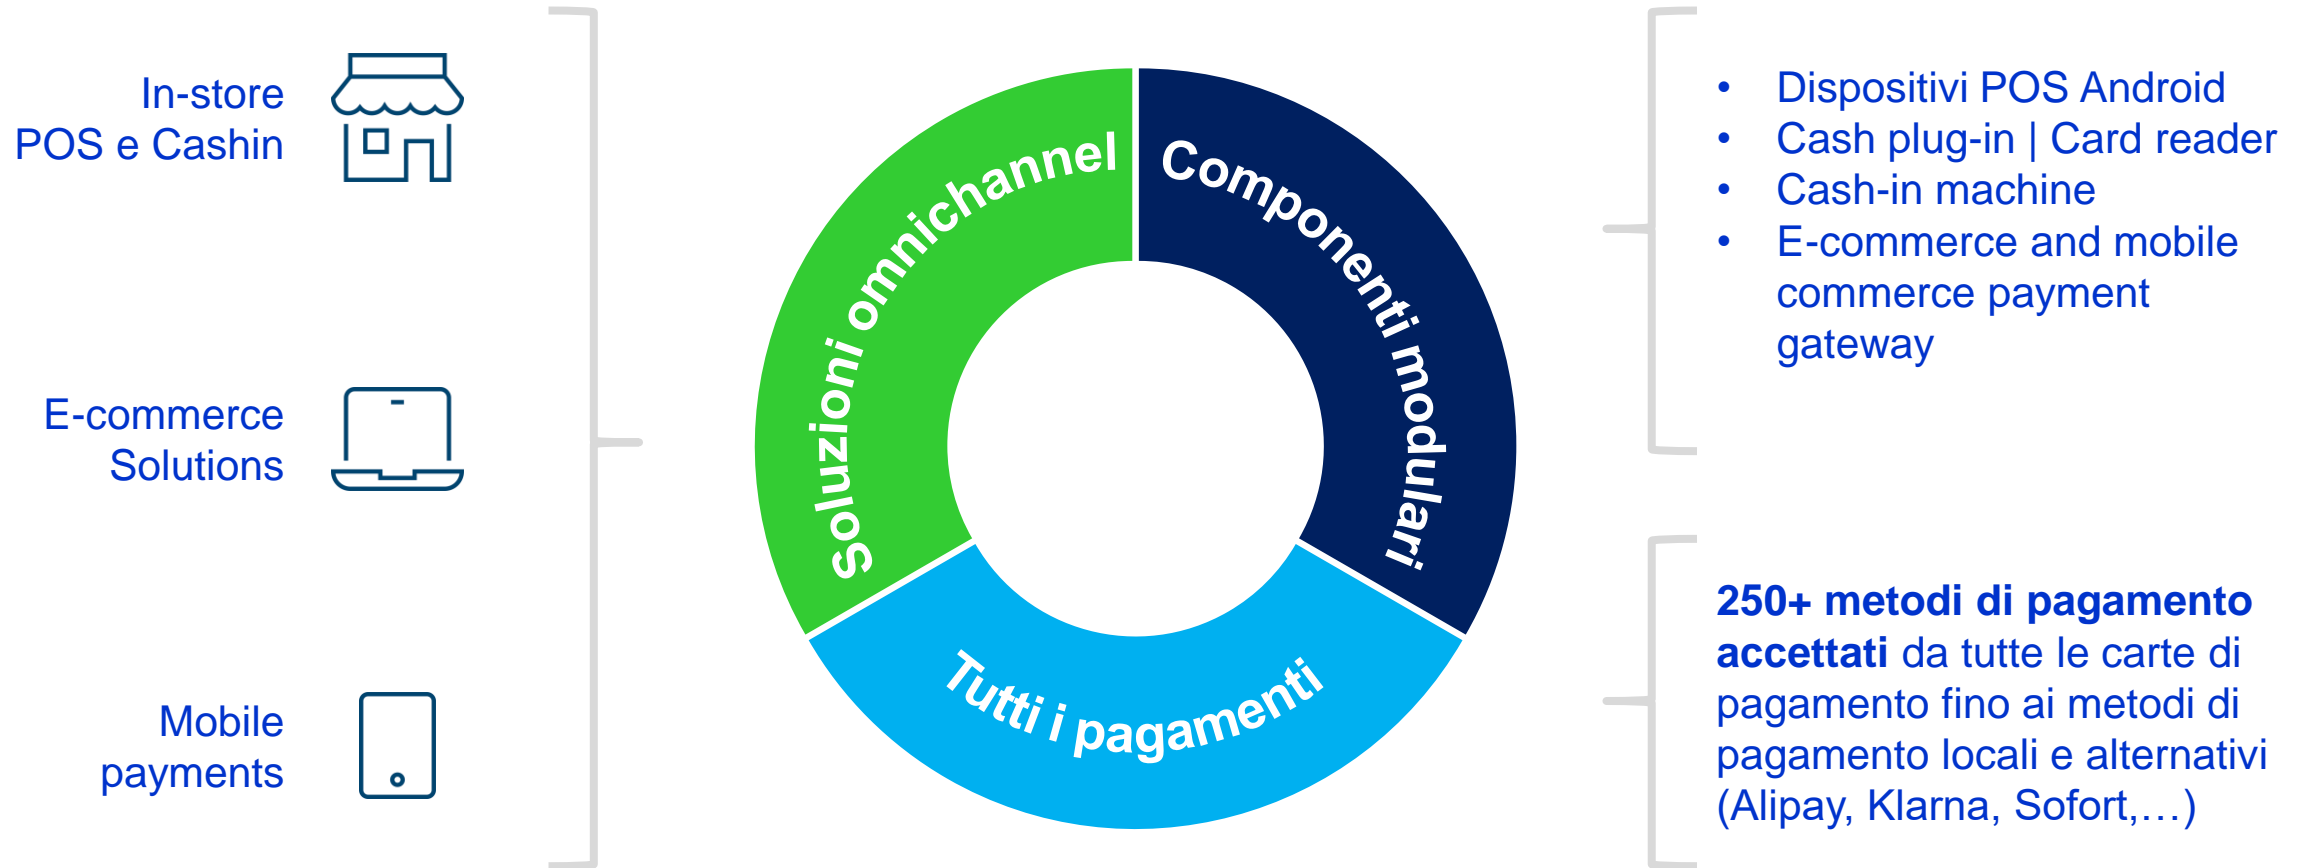 In-store
POS e Cashin
E-commerce
Solutions
Mobile
payments
Soluzioni omnichannel
Componenti modulari
Tutti i pagamenti
• Dispositivi POS Android
• Cash plug-in | Card reader
• Cash-in machine
• E-commerce and mobile
commerce payment
gateway
250+ metodi di pagamento
accettati da tutte le carte di
pagamento fino ai metodi di
pagamento locali e alternativi
(Alipay, Klarna, Sofort,…)